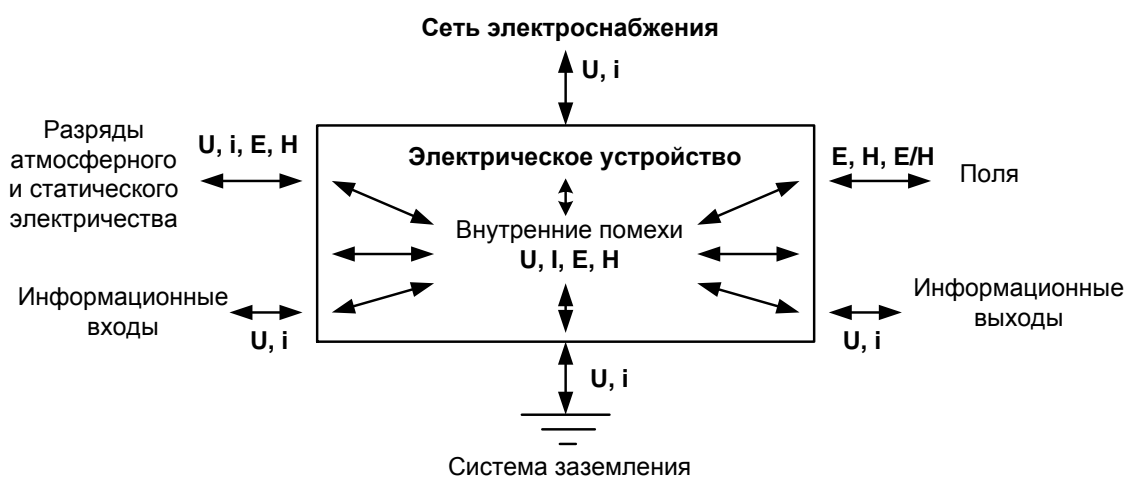 Сеть электроснабжения
U, i
Разряды
атмосферного
и статического
электричества
U, i, E, H
Электрическое устройство
E, H, E/H
Поля
Внутренние помехи
U, I, E, H
Информационные
входы
U, i
Информационные
выходы
U, i
U, i
Система заземления